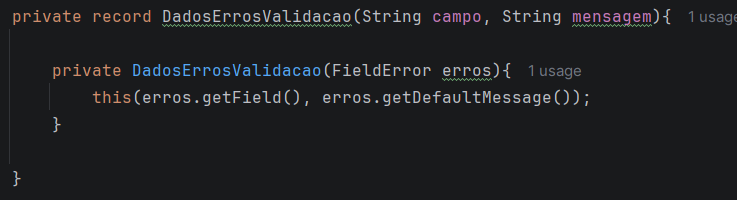 private record DadosErrosValidacao(String campo, String mensagem){ 1 usage
private DadosErrosValidacao(FieldError erros){ 1 usage
this(erros.getField(), erros.getDefaultMessage());
}
}